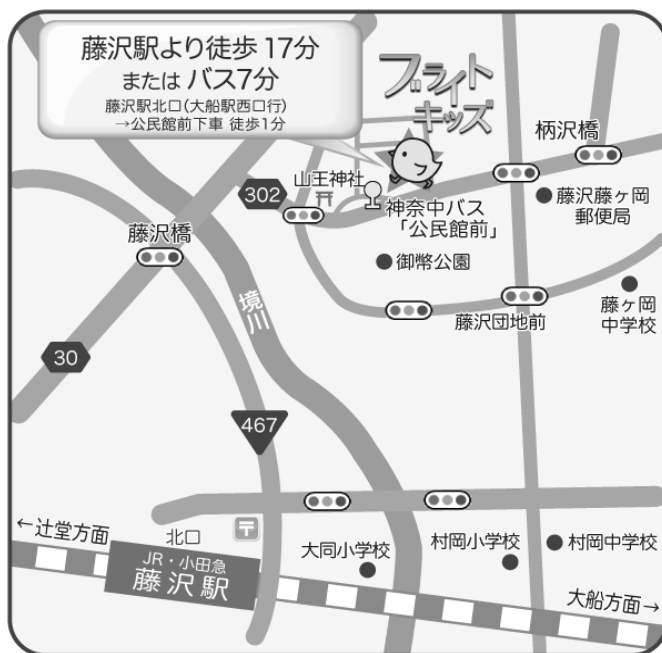 藤沢駅より徒歩 17分
または バス7分
藤沢駅北口(大船駅西口行)
→公民館前下車 徒歩1分
ブライト
キッズ
柄沢橋
山王神社
302
神奈中バス
「公民館前」
藤沢藤ヶ岡
郵便局
藤沢橋
御幣公園
境川
藤沢団地前
藤ヶ岡
中学校
30
467
←辻堂方面
北口
〒
JR・小田急
藤沢駅
大同小学校
村岡小学校
村岡中学校
大船方面→